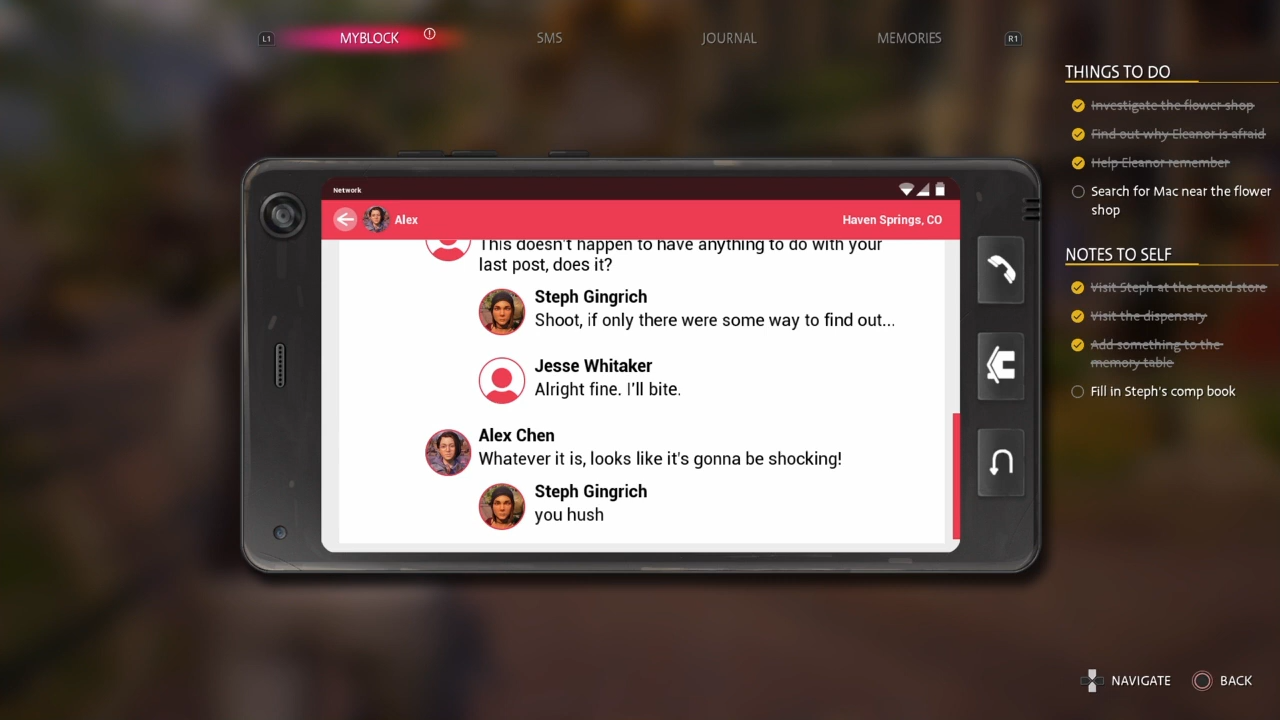 L1
MYBLOCK
SMS
JOURNAL
MEMORIES
R1
THINGS TO DO
Investigate the flower shop
Find out why Eleanor is afraid
Help Eleanor remember
Search for Mac near the flower
shop
NOTES TO SELF
Visit Steph at the record store
Visit the dispensary
Add something to the
memory table
Fill in Steph's comp book
Network
Alex
Haven Springs, CO
This doesn't happen to have anything to do with your
last post, does it?
Steph Gingrich
Shoot, if only there were some way to find out...
Jesse Whitaker
Alright fine. I'll bite.
Alex Chen
Whatever it is, looks like it's gonna be shocking!
Steph Gingrich
you hush
NAVIGATE
BACK